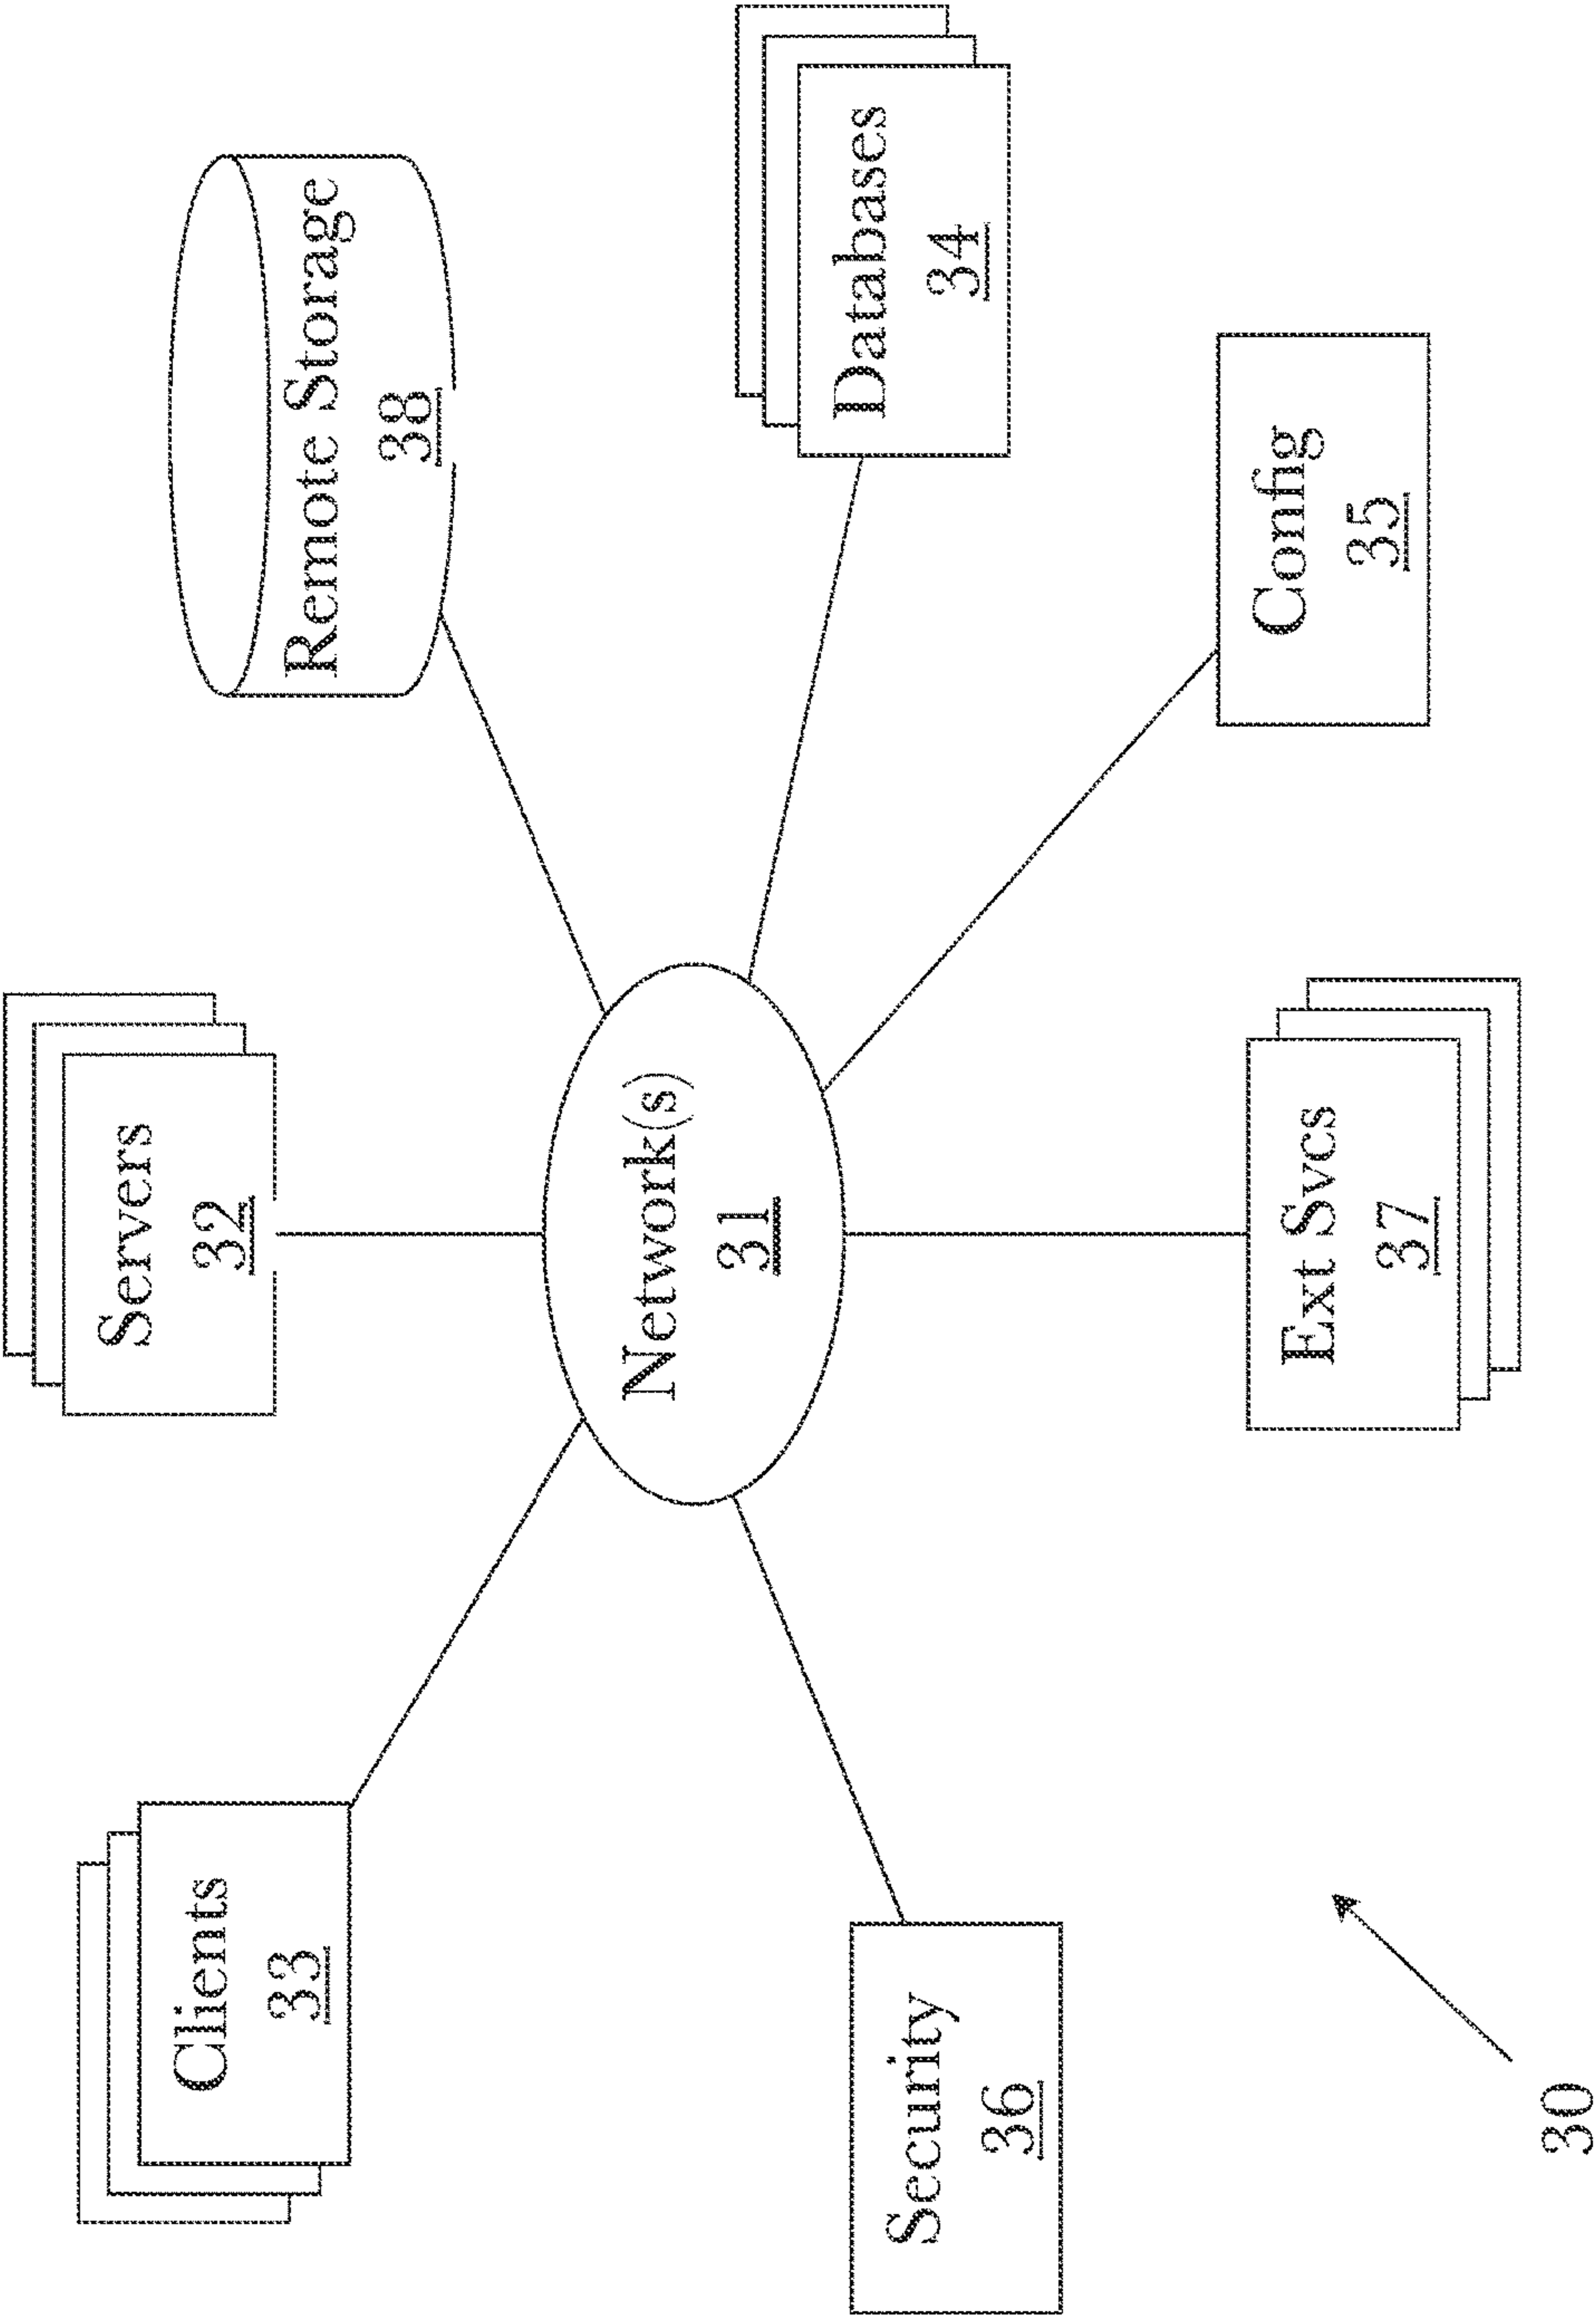 Servers
32
Clients
33
Remote Storage
38
Network(s)
31
Databases
34
Security
36
Ext Svcs
37
Config
35
30